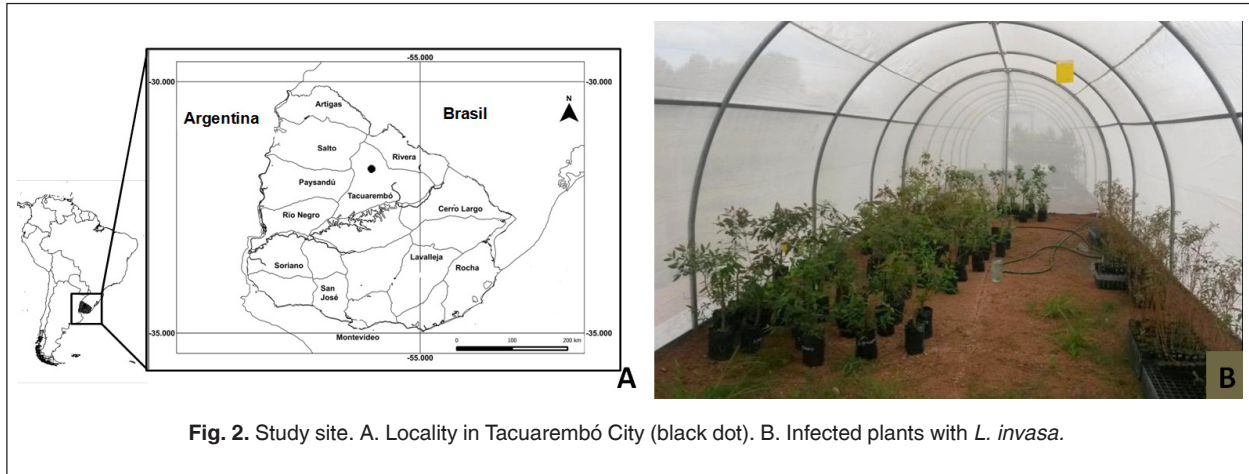 -55.000
-30.000
-30.000
Artigas
N
Argentina
Brasil
Salto
Rivera
Paysandú
Tacuarembó
Río Negro
Cerro Largo
Soriano
Lavalleja
Rocha
San
José
-35.000
-35.000
Montevideo
-55.000
0 100 200 km
A
B
Fig. 2. Study site. A. Locality in Tacuarembó City (black dot). B. Infected plants with L. invasa.